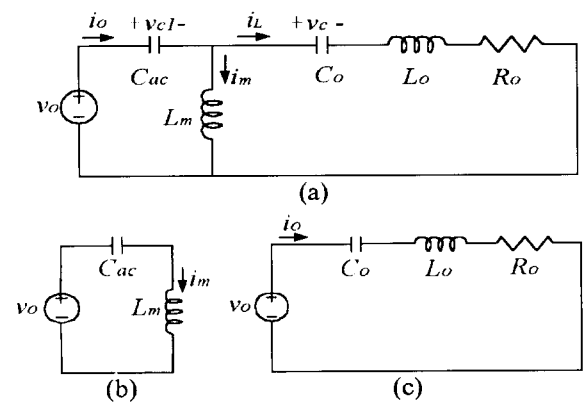 io +vc1- iL +vc -
Cac im Co Lo Ro
vo + - Lm
(a)
io
Cac im Co Lo Ro
vo + - Lm vo + -
(b) (c)